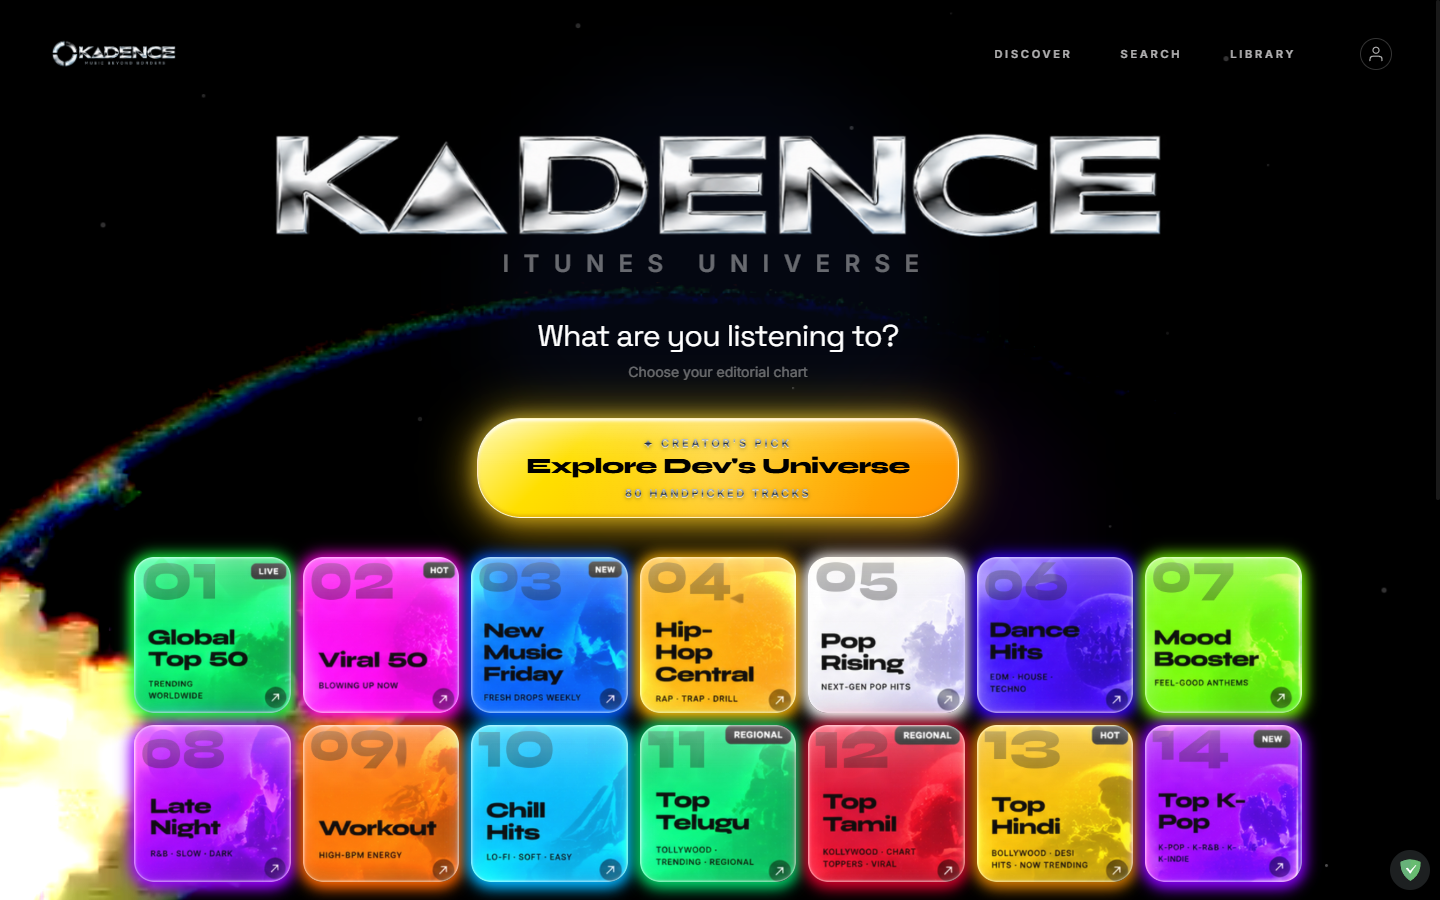 KADENCE
MUSIC BEYOND BORDERS
DISCOVER
SEARCH
LIBRARY
KADENCE
ITUNES UNIVERSE
What are you listening to?
Choose your editorial chart
✦ CREATOR'S PICK
Explore Dev's Universe
80 HANDPICKED TRACKS
01
LIVE
Global
Top 50
TRENDING
WORLDWIDE
02
HOT
Viral 50
BLOWING UP NOW
03
NEW
New
Music
Friday
FRESH DROPS WEEKLY
04
Hip-
Hop
Central
RAP · TRAP · DRILL
05
Pop
Rising
NEXT-GEN POP HITS
06
Dance
Hits
EDM · HOUSE ·
TECHNO
07
Mood
Booster
FEEL-GOOD ANTHEMS
08
Late
Night
R&B · SLOW · DARK
09
Workout
HIGH-BPM ENERGY
10
Chill
Hits
LO-FI · SOFT · EASY
11
REGIONAL
Top
Telugu
TOLLYWOOD ·
TRENDING · REGIONAL
12
REGIONAL
Top
Tamil
KOLLYWOOD · CHART
TOPPERS · VIRAL
13
HOT
Top
Hindi
BOLLYWOOD · DESI
HITS · NOW TRENDING
14
NEW
Top K-
Pop
K-POP · K-R&B · K-
K-INDIE